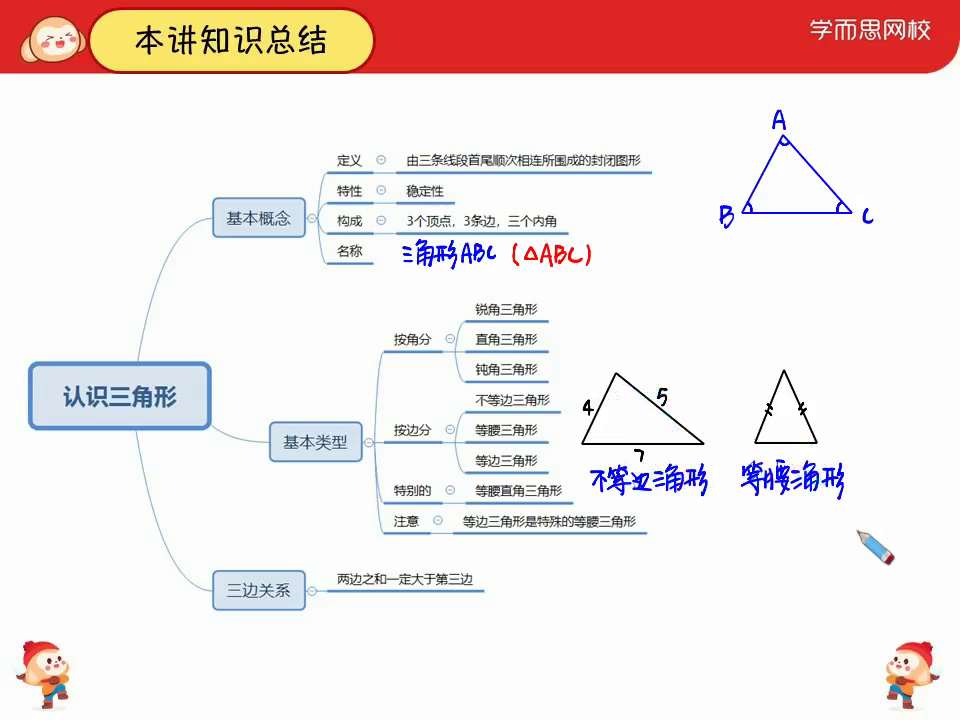 本讲知识总结
学而思网校
认识三角形
基本概念
定义
由三条线段首尾顺次相连所围成的封闭图形
特性
稳定性
构成
3个顶点，3条边，三个内角
名称
三角形ABC (△ABC)
A
B
C
基本类型
按角分
锐角三角形
直角三角形
钝角三角形
按边分
不等边三角形
等腰三角形
等边三角形
特别的
等腰直角三角形
注意
等边三角形是特殊的等腰三角形
4
5
7
不等边三角形
等腰三角形
三边关系
两边之和一定大于第三边